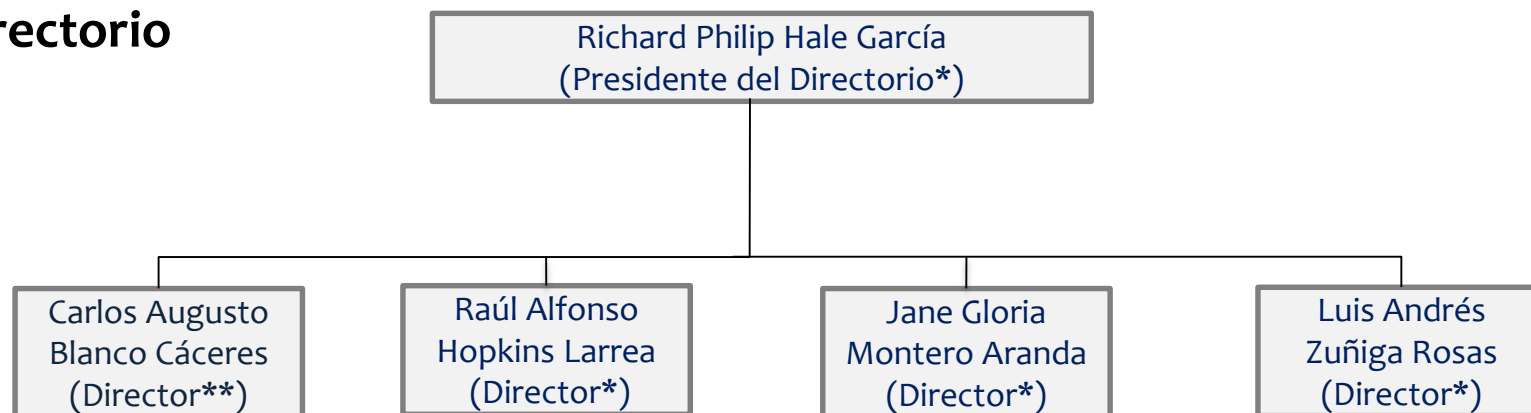 rectorio
Richard Philip Hale García
(Presidente del Directorio*)
Carlos Augusto
Blanco Cáceres
(Director**)
Raúl Alfonso
Hopkins Larrea
(Director*)
Jane Gloria
Montero Aranda
(Director*)
Luis Andrés
Zuñiga Rosas
(Director*)